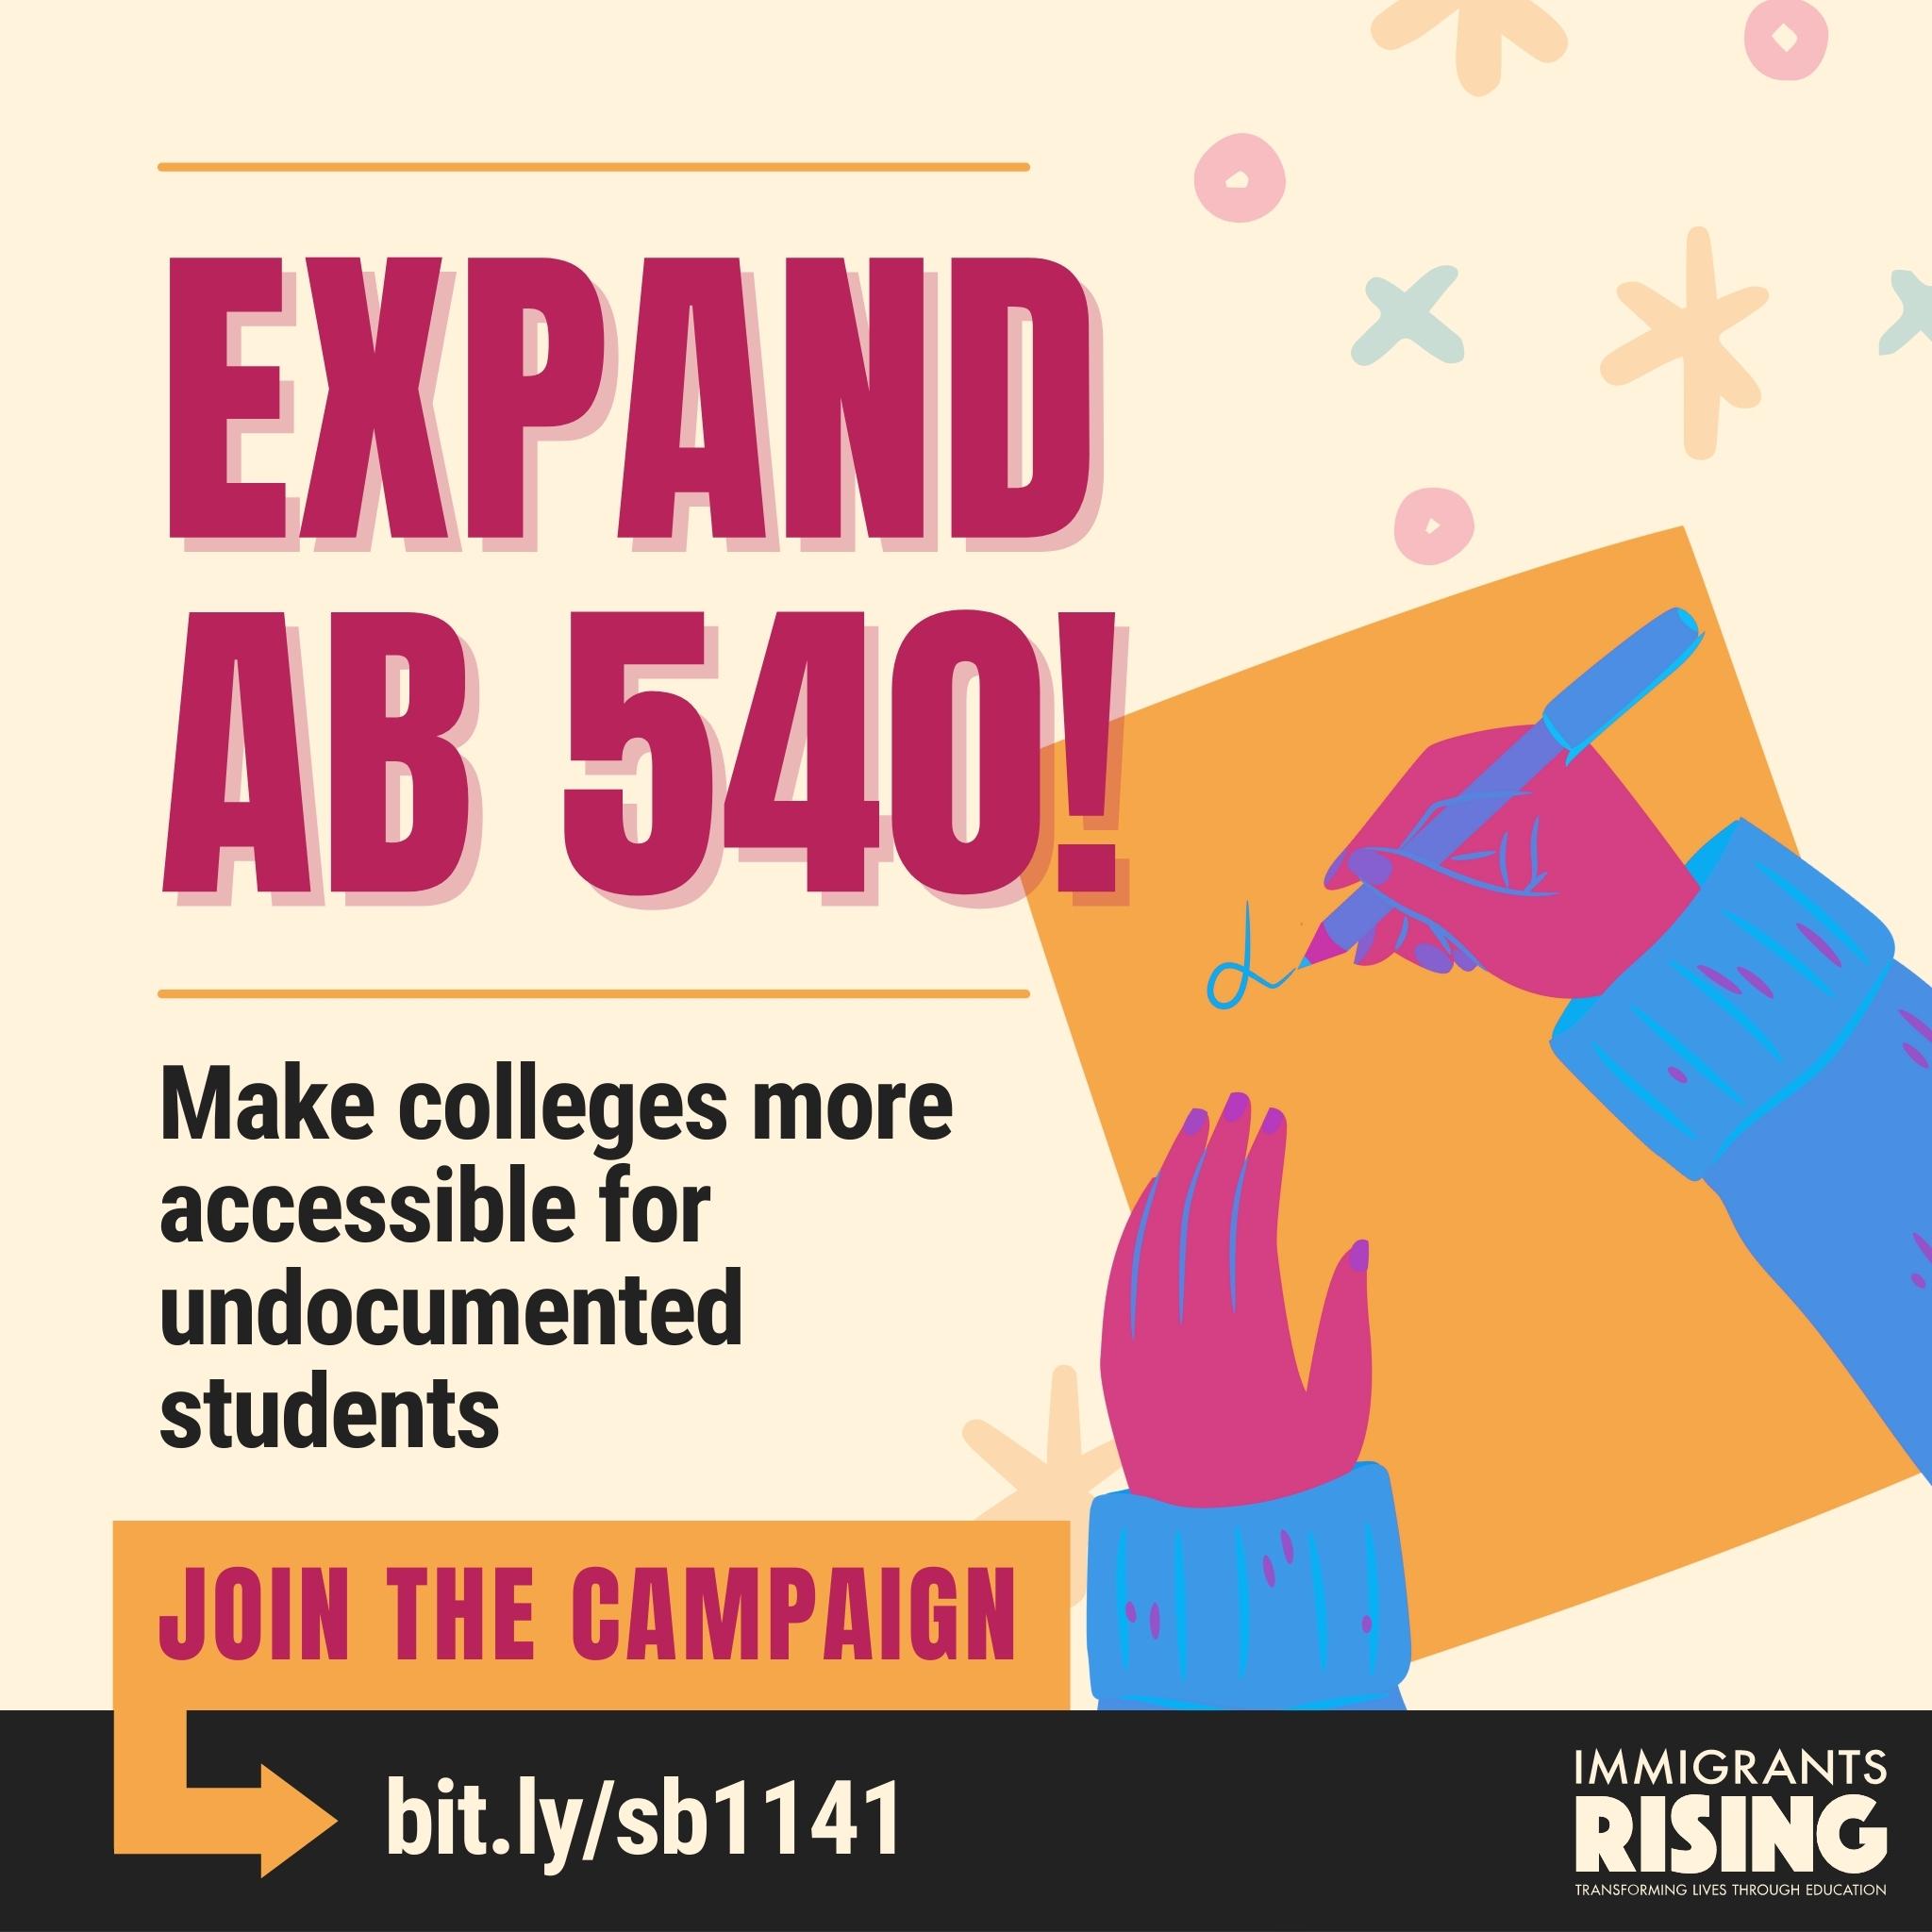 EXPAND
AB 540!
Make colleges more
accessible for
undocumented
students
JOIN THE CAMPAIGN
bit.ly/sb1141
IMMIGRANTS
RISING
TRANSFORMING LIVES THROUGH EDUCATION